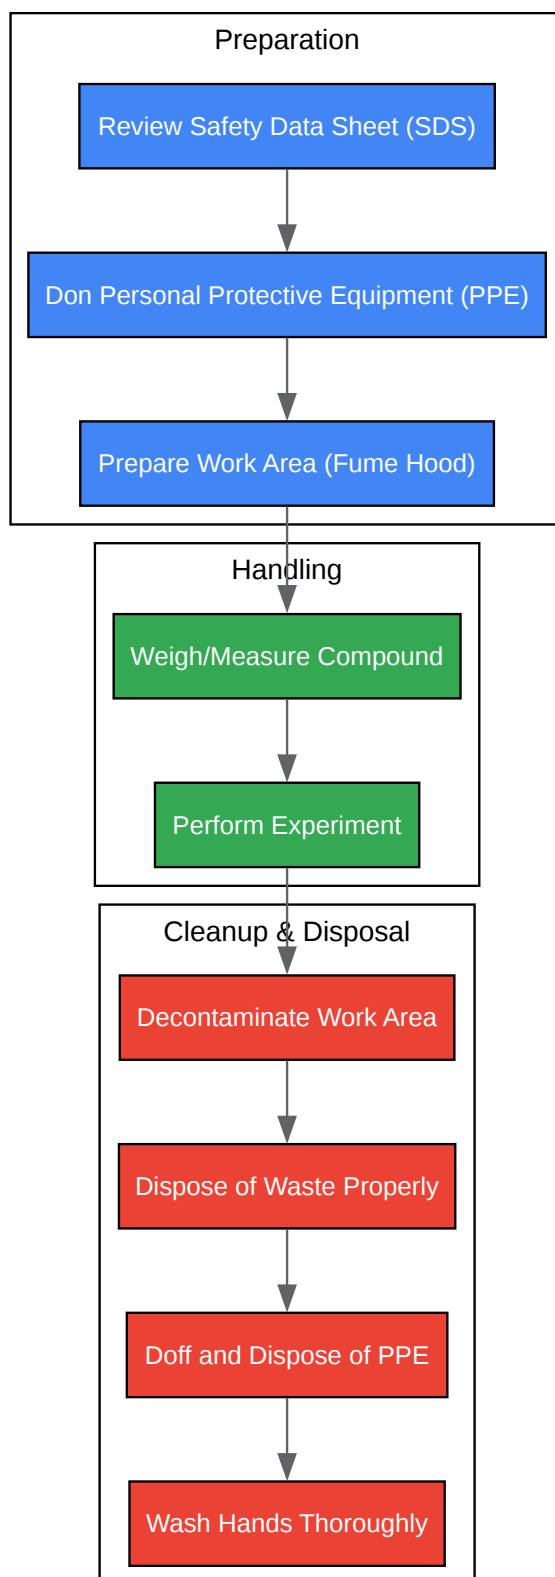 Preparation
Review Safety Data Sheet (SDS)
Don Personal Protective Equipment (PPE)
Prepare Work Area (Fume Hood)
Handling
Weigh/Measure Compound
Perform Experiment
Cleanup & Disposal
Decontaminate Work Area
Dispose of Waste Properly
Doff and Dispose of PPE
Wash Hands Thoroughly